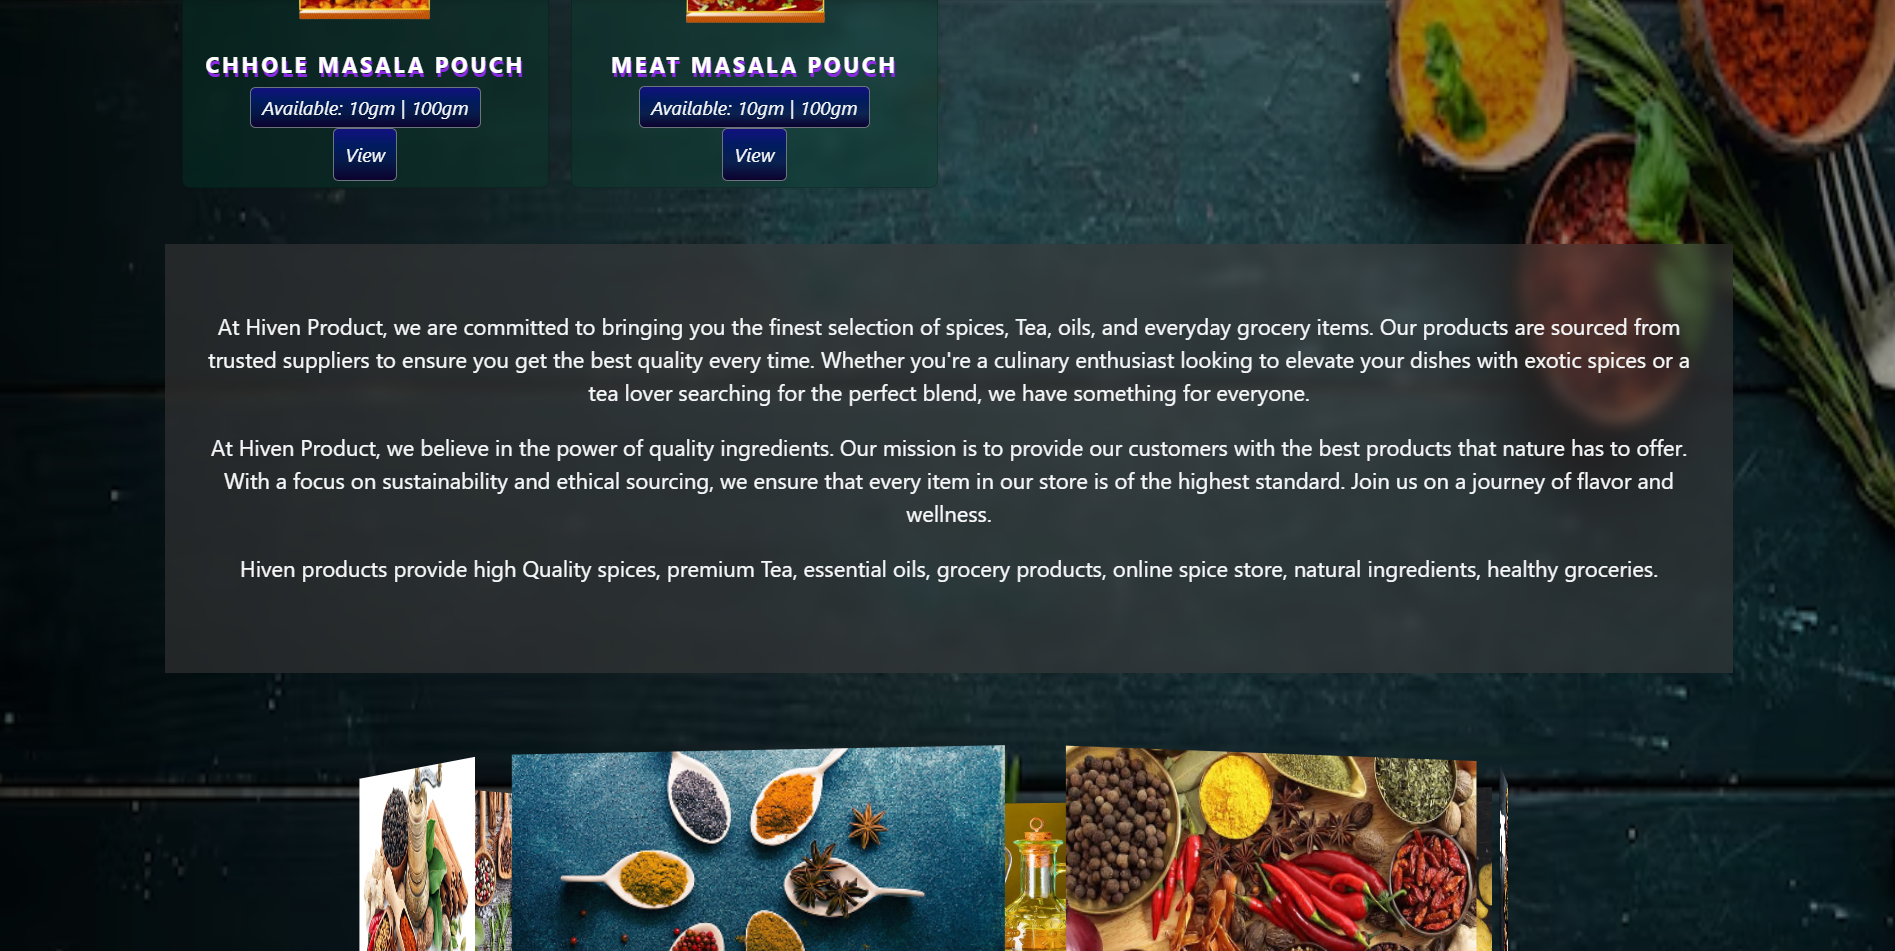 CHHOLE MASALA POUCH
Available: 10gm | 100gm
View
MEAT MASALA POUCH
Available: 10gm | 100gm
View
At Hiven Product, we are committed to bringing you the finest selection of spices, Tea, oils, and everyday grocery items. Our products are sourced from
trusted suppliers to ensure you get the best quality every time. Whether you're a culinary enthusiast looking to elevate your dishes with exotic spices or a
tea lover searching for the perfect blend, we have something for everyone.
At Hiven Product, we believe in the power of quality ingredients. Our mission is to provide our customers with the best products that nature has to offer.
With a focus on sustainability and ethical sourcing, we ensure that every item in our store is of the highest standard. Join us on a journey of flavor and
wellness.
Hiven products provide high Quality spices, premium Tea, essential oils, grocery products, online spice store, natural ingredients, healthy groceries.